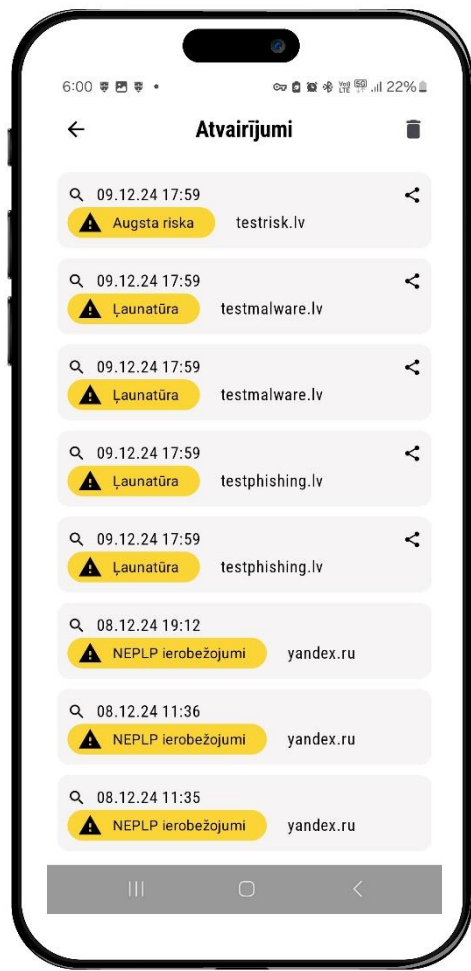 6:00 22%
Atvairījumi
09.12.24 17:59
Augsta riska testrisk.lv
09.12.24 17:59
Ļaunatūra testmalware.lv
09.12.24 17:59
Ļaunatūra testmalware.lv
09.12.24 17:59
Ļaunatūra testphishing.lv
09.12.24 17:59
Ļaunatūra testphishing.lv
08.12.24 19:12
NEPLP ierobežojumi yandex.ru
08.12.24 11:36
NEPLP ierobežojumi yandex.ru
08.12.24 11:35
NEPLP ierobežojumi yandex.ru